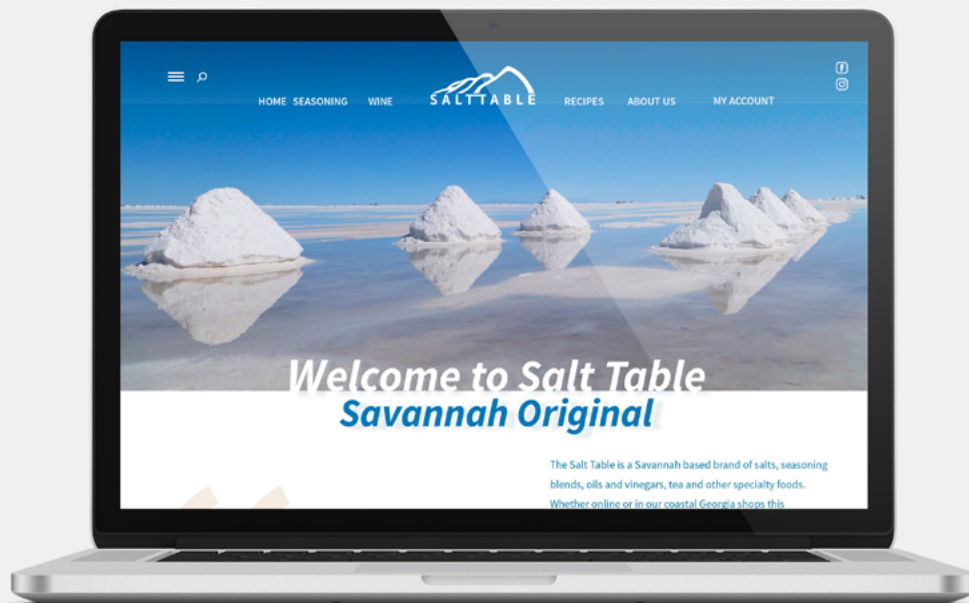 HOME SEASONING WINE SALTTABLE RECIPES ABOUT US MY ACCOUNT
Welcome to Salt Table
Savannah Original
The Salt Table is a Savannah based brand of salts, seasoning
blends, oils and vinegars, tea and other specialty foods.
Whether online or in our coastal Georgia shops this